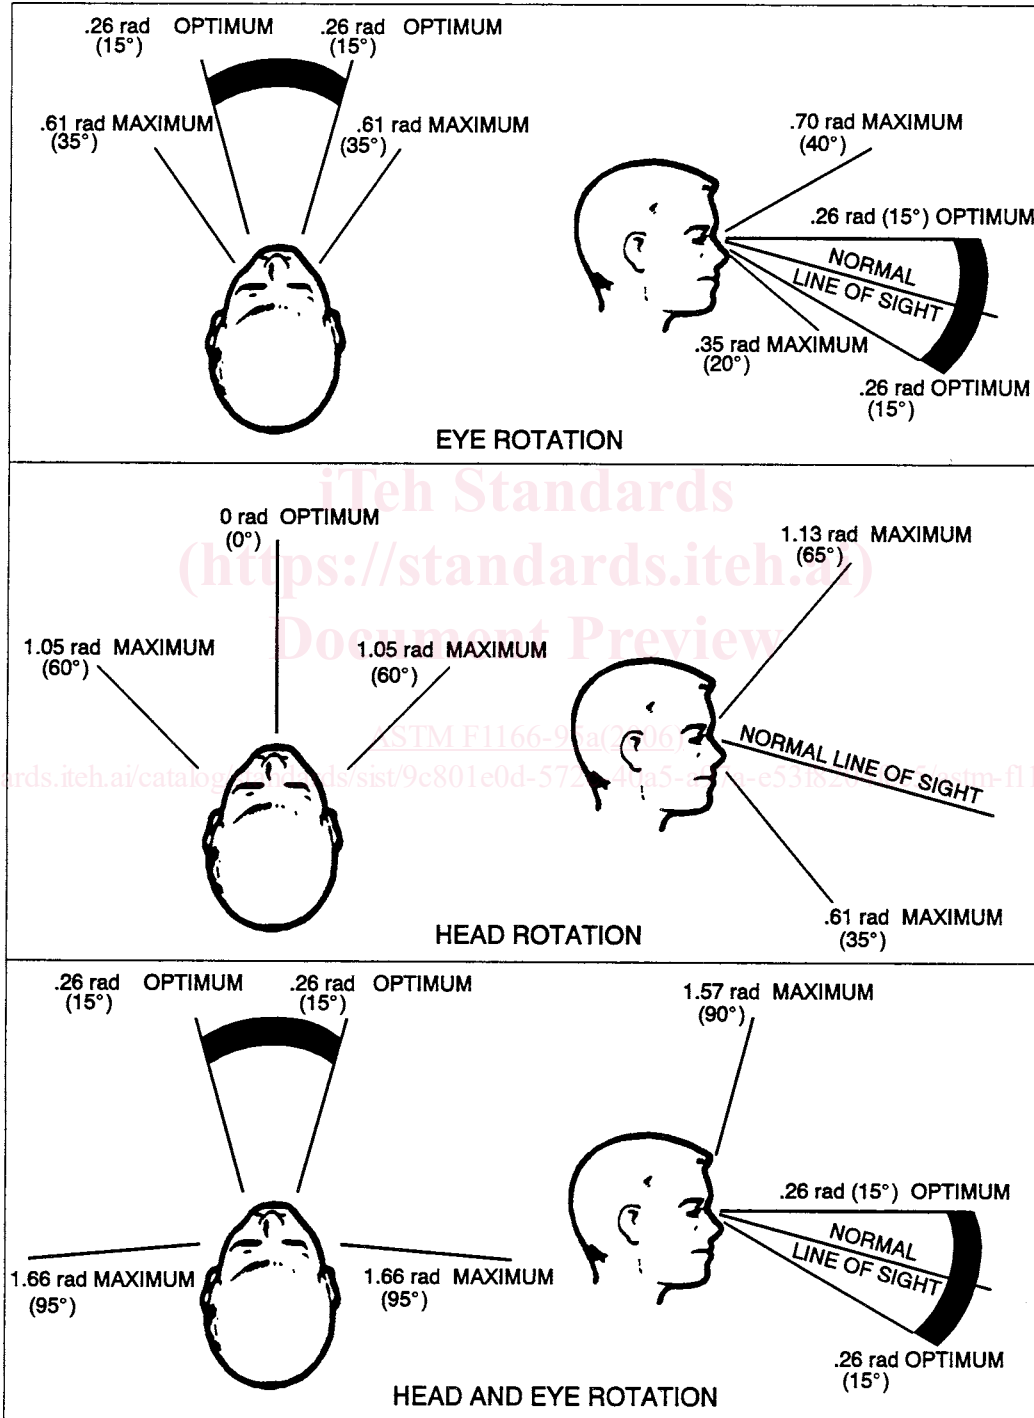 .26 rad OPTIMUM
(15°)
.26 rad OPTIMUM
(15°)
.61 rad MAXIMUM
(35°)
.61 rad MAXIMUM
(35°)
.70 rad MAXIMUM
(40°)
.26 rad (15°) OPTIMUM
NORMAL
LINE OF SIGHT
.35 rad MAXIMUM
(20°)
.26 rad OPTIMUM
(15°)
EYE ROTATION
iTeh Standards
(https://standards.iteh.ai)
Document Preview
0 rad OPTIMUM
(0°)
1.13 rad MAXIMUM
(65°)
1.05 rad MAXIMUM
(60°)
1.05 rad MAXIMUM
(60°)
NORMAL LINE OF SIGHT
.61 rad MAXIMUM
(35°)
HEAD ROTATION
.26 rad OPTIMUM
(15°)
.26 rad OPTIMUM
(15°)
1.57 rad MAXIMUM
(90°)
.26 rad (15°) OPTIMUM
NORMAL
LINE OF SIGHT
1.66 rad MAXIMUM
(95°)
1.66 rad MAXIMUM
(95°)
.26 rad OPTIMUM
(15°)
HEAD AND EYE ROTATION